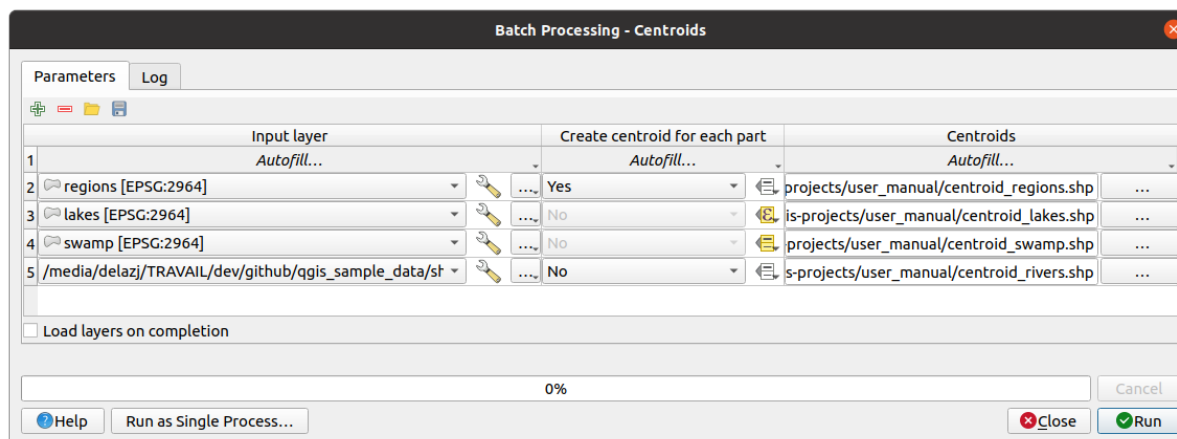 Batch Processing - Centroids
Parameters Log
Input layer Create centroid for each part Centroids
1 Autofill... Autofill... Autofill...
2 regions [EPSG:2964] ... Yes projects/user_manual/centroid_regions.shp ...
3 lakes [EPSG:2964] ... No is-projects/user_manual/centroid_lakes.shp ...
4 swamp [EPSG:2964] ... No projects/user_manual/centroid_swamp.shp ...
5 /media/delazj/TRAVAIL/dev/github/qgis_sample_data/sh ... No s-projects/user_manual/centroid_rivers.shp ...
Load layers on completion
0% Cancel
Help Run as Single Process... Close Run